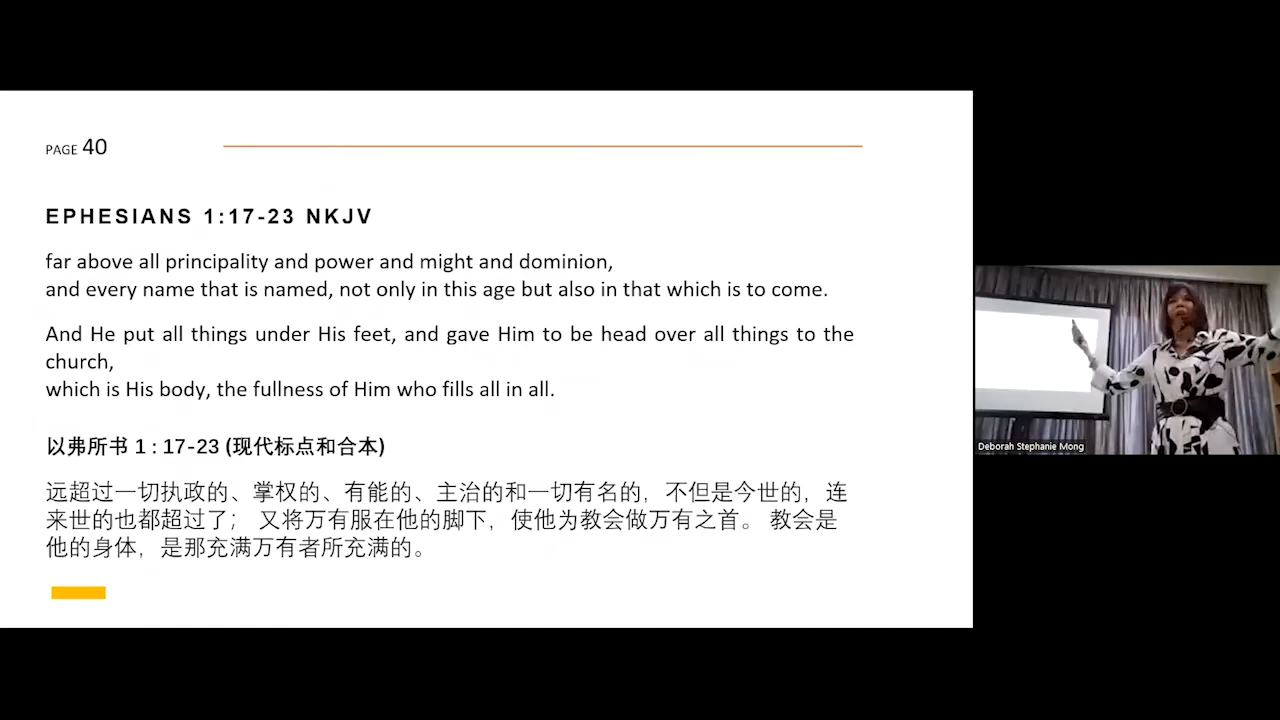 PAGE 40
EPHESIANS 1:17-23 NKJV
far above all principality and power and might and dominion,
and every name that is named, not only in this age but also in that which is to come.
And He put all things under His feet, and gave Him to be head over all things to the
church,
which is His body, the fullness of Him who fills all in all.
以弗所书 1 : 17-23 (现代标点和合本)
远超过一切执政的、掌权的、有能的、主治的和一切有名的，不但是今世的，连
来世的也都超过了； 又将万有服在他的脚下，使他为教会做万有之首。 教会是
他的身体，是那充满万有者所充满的。
Deborah Stephanie Mong